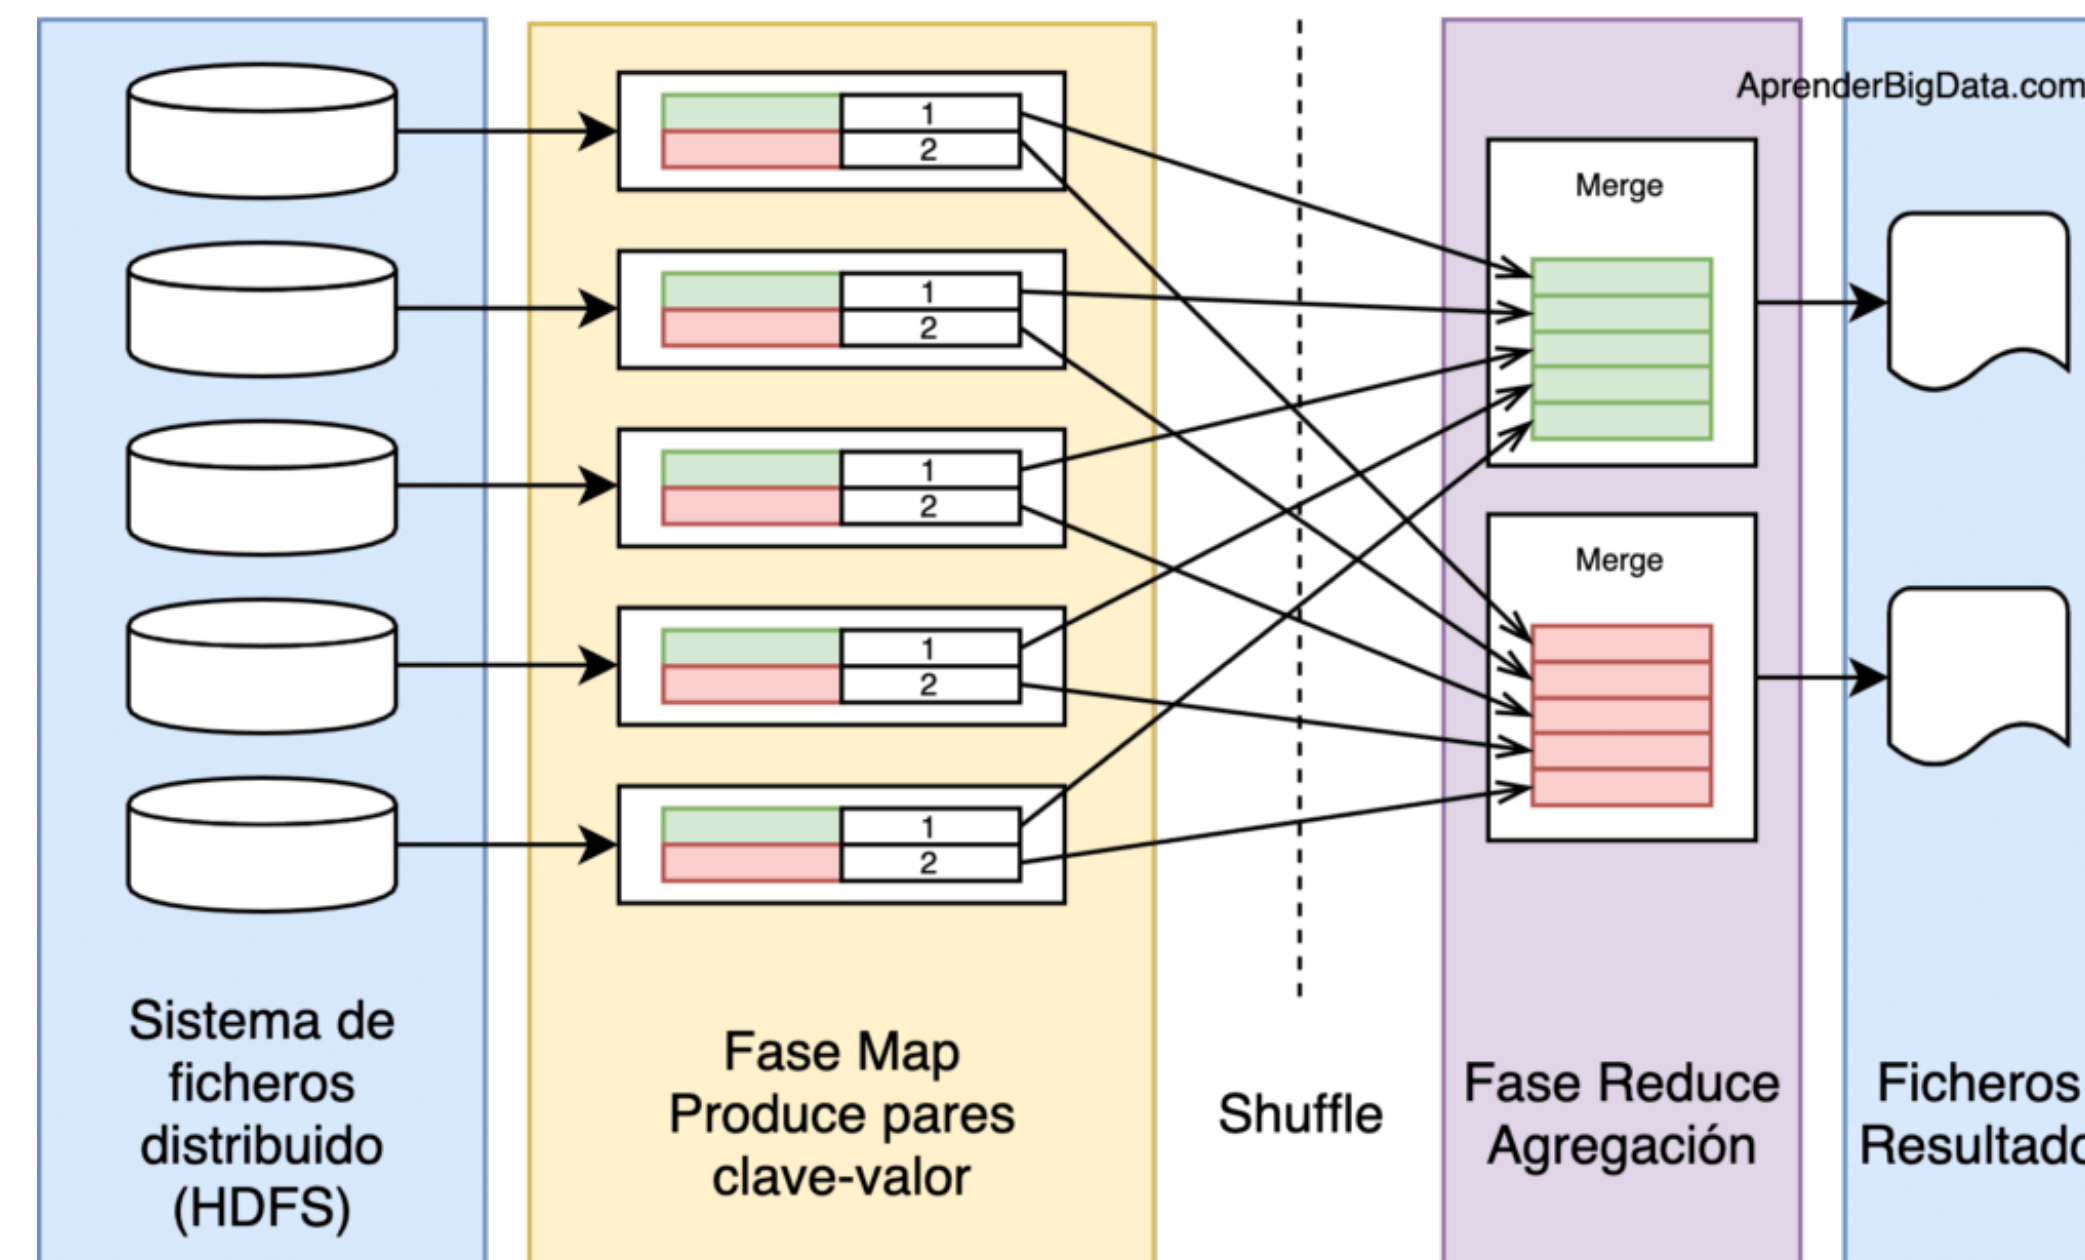 AprenderBigData.com
1
2
1
2
1
2
1
2
1
2
Merge
Merge
Sistema de
ficheros
distribuido
(HDFS)
Fase Map
Produce pares
clave-valor
Shuffle
Fase Reduce
Agregación
Ficheros